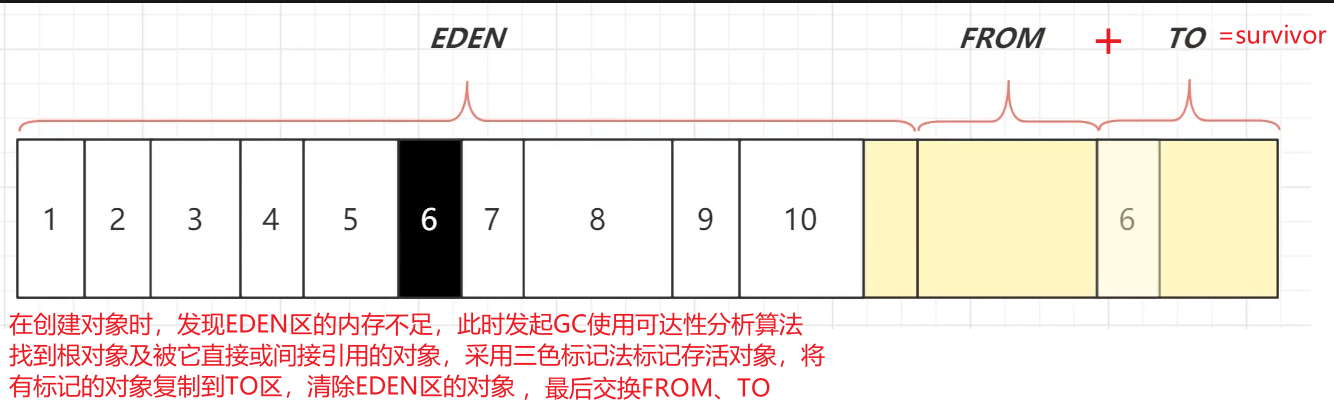 EDEN FROM + TO =survivor
1 2 3 4 5 6 7 8 9 10 6
在创建对象时，发现EDEN区的内存不足，此时发起GC使用可达性分析算法
找到根对象及被它直接或间接引用的对象，采用三色标记法标记存活对象，将
有标记的对象复制到TO区，清除EDEN区的对象 ，最后交换FROM、TO